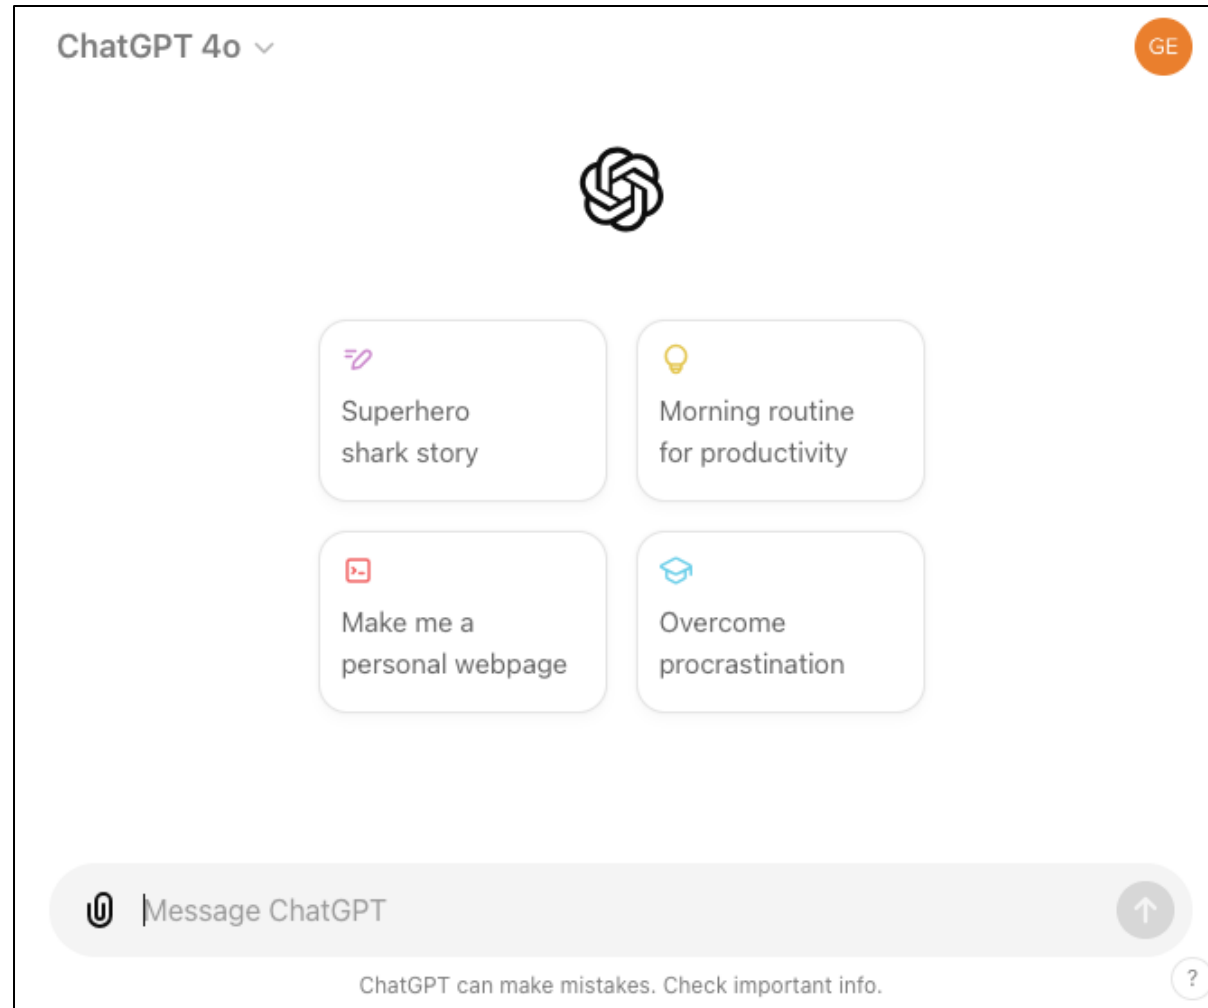 ChatGPT 4o
GE
Superhero
shark story
Morning routine
for productivity
Make me a
personal webpage
Overcome
procrastination
Message ChatGPT
ChatGPT can make mistakes. Check important info.
?